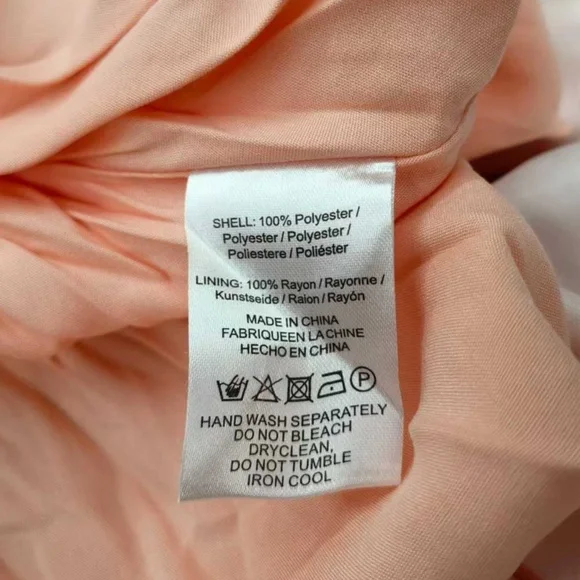 SHELL: 100% Polyester /
Polyester / Polyester /
Poliestere / Poliéster
LINING: 100% Rayon / Rayonne /
Kunstseide / Raion / Rayón
MADE IN CHINA
FABRIQUEEN LA CHINE
HECHO EN CHINA
P
HAND WASH SEPARATELY
DO NOT BLEACH
DRYCLEAN,
DO NOT TUMBLE
IRON COOL